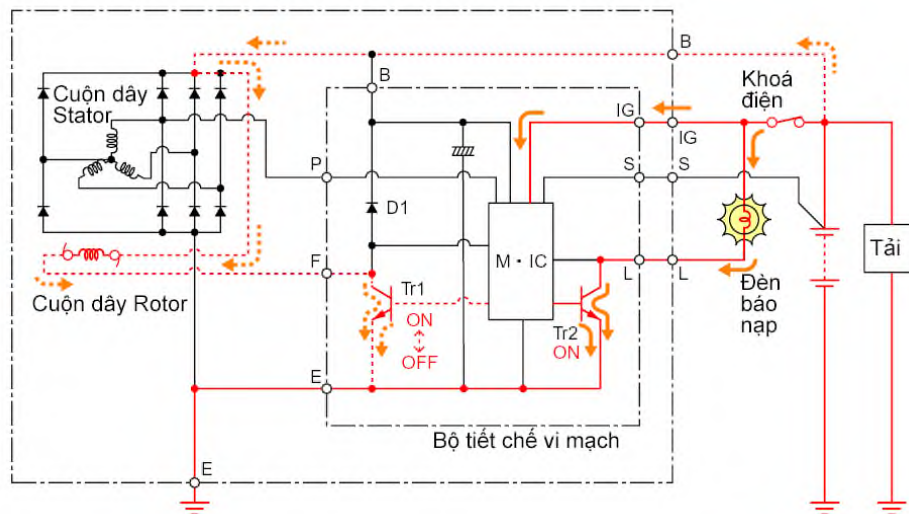 B
Khoá
điện
Cuộn dây
Stator
B
IG
IG
P
S
S
D1
M · IC
Tải
F
L
L
Cuộn dây Rotor
Tr1
ON
OFF
Tr2
ON
Đèn
báo
nạp
E
Bộ tiết chế vi mạch
E